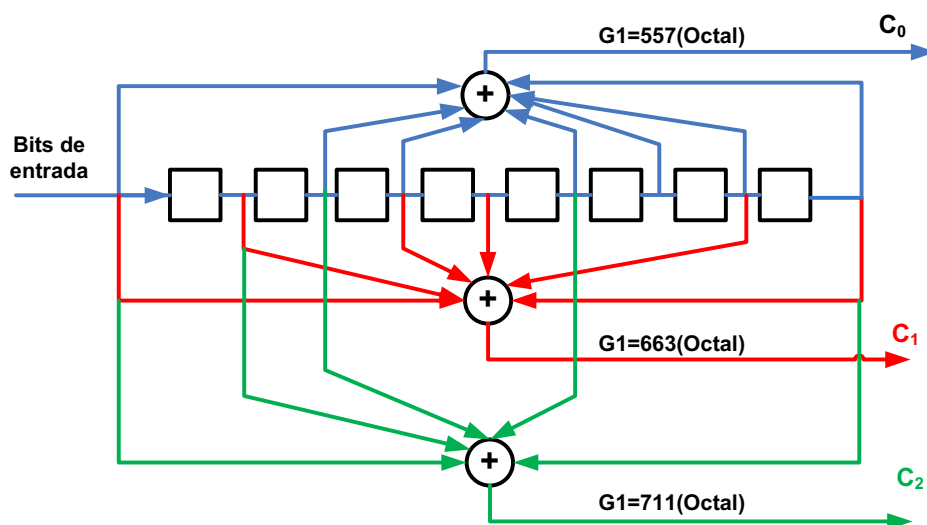 G1=557(Octal)
C0
+
Bits de
entrada
+
G1=663(Octal)
C1
+
C2
G1=711(Octal)